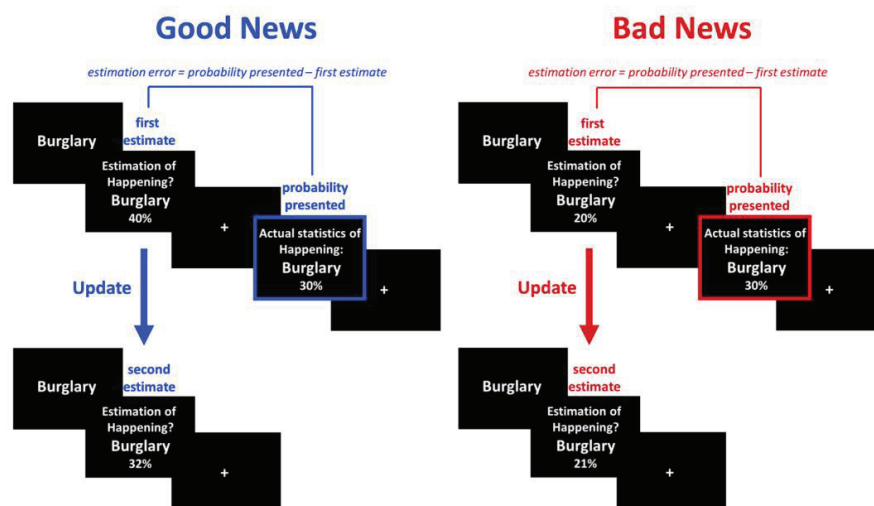 Good News
estimation error = probability presented – first estimate
Burglary
first
estimate
Estimation of
Happening?
Burglary
40%
+
probability
presented
Actual statistics of
Happening:
Burglary
30%
+
Update
second
estimate
Burglary
Estimation of
Happening?
Burglary
32%
+
Bad News
estimation error = probability presented – first estimate
Burglary
first
estimate
Estimation of
Happening?
Burglary
20%
+
probability
presented
Actual statistics of
Happening:
Burglary
30%
+
Update
second
estimate
Burglary
Estimation of
Happening?
Burglary
21%
+